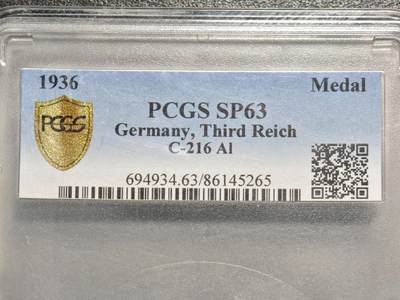 1936 Medal
PCGS PCGS SP63
Germany, Third Reich
C-216 Al
694934.63/86145265